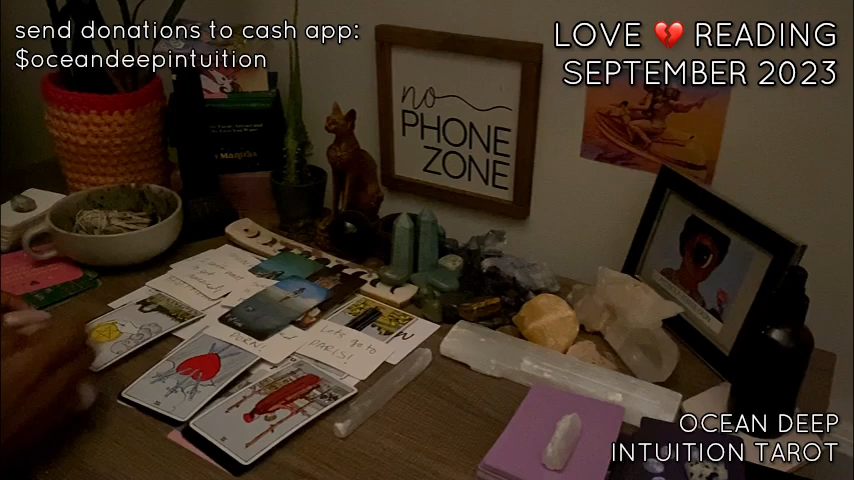 send donations to cash app:
$oceandeepintuition
LOVE 💔 READING
SEPTEMBER 2023
no
PHONE
ZONE
Let's go to
PARIS!
OCEAN DEEP
INTUITION TAROT